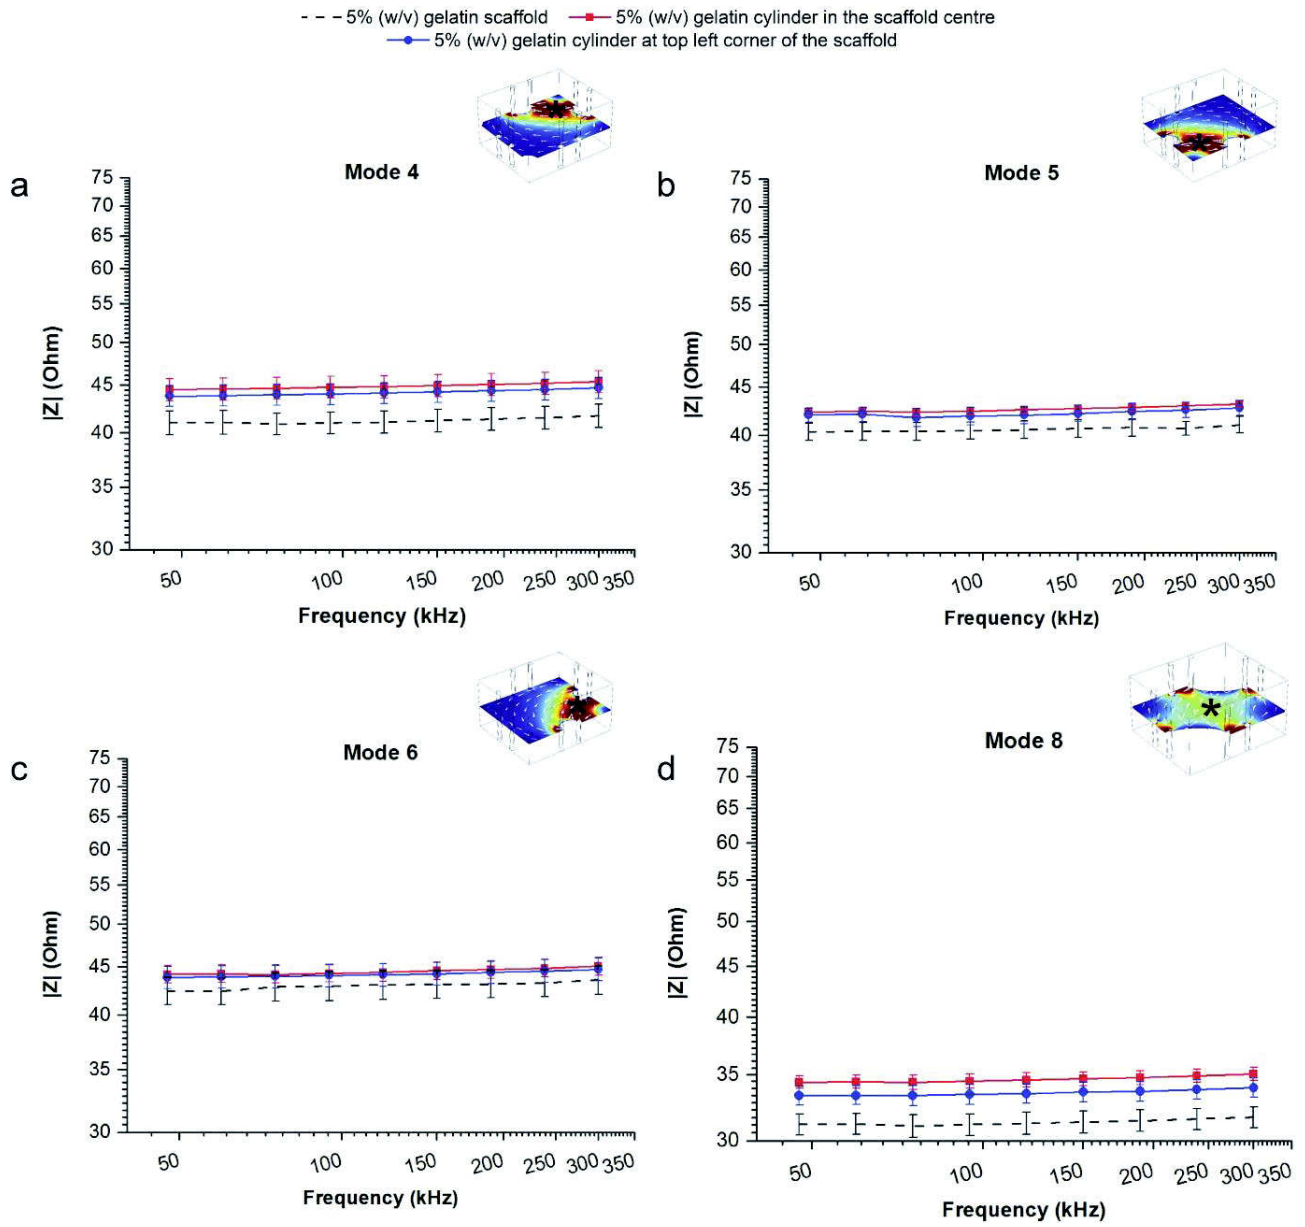 5% (w/v) gelatin scaffold 5% (w/v) gelatin cylinder in the scaffold centre
5% (w/v) gelatin cylinder at top left corner of the scaffold
*
*
Mode 4
Mode 5
a
b
75
70
65
60
55
50
45
40
35
30
|Z| (Ohm)
50 100 150 200 250 300 350
Frequency (kHz)
75
70
65
60
55
50
45
40
35
30
|Z| (Ohm)
50 100 150 200 250 300 350
Frequency (kHz)
*
*
Mode 6
Mode 8
c
d
75
70
65
60
55
50
45
40
35
30
|Z| (Ohm)
50 100 150 200 250 300 350
Frequency (kHz)
75
70
65
60
55
50
45
40
35
30
|Z| (Ohm)
50 100 150 200 250 300 350
Frequency (kHz)